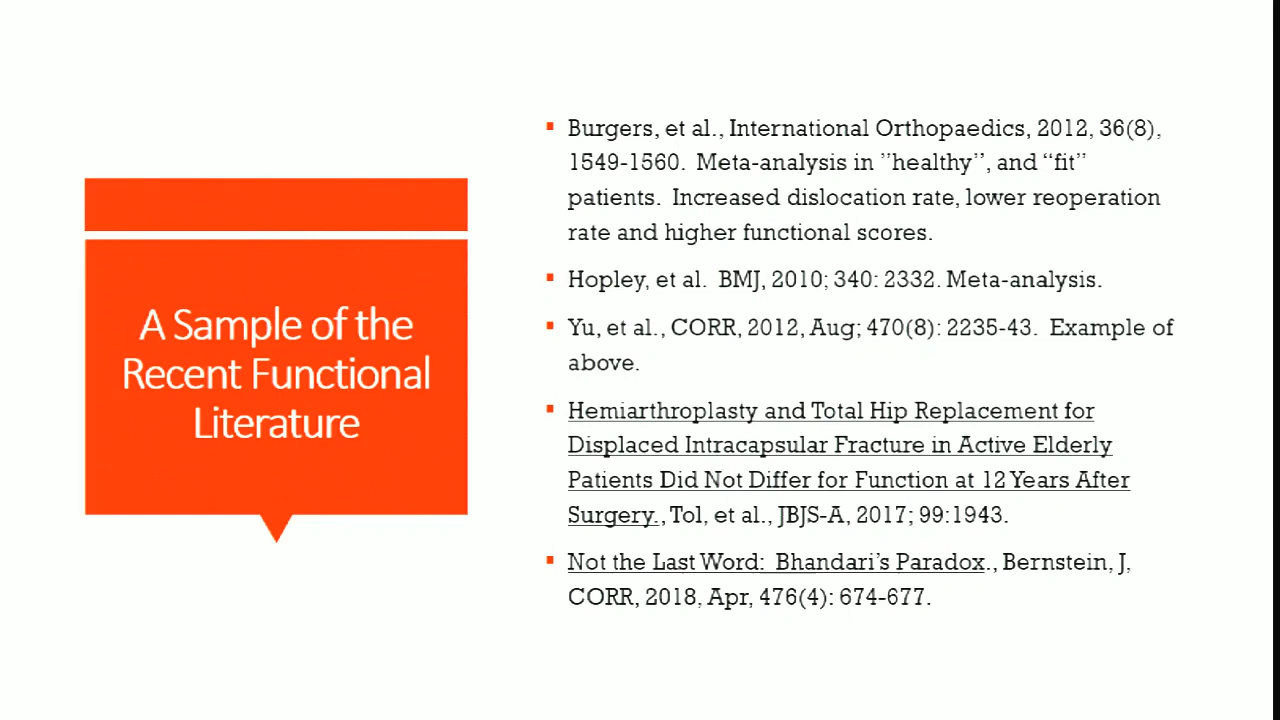 A Sample of the
Recent Functional
Literature
Burgers, et al., International Orthopaedics, 2012, 36(8),
1549-1560.  Meta-analysis in ”healthy”, and “fit”
patients.  Increased dislocation rate, lower reoperation
rate and higher functional scores.
Hopley, et al.  BMJ, 2010; 340: 2332. Meta-analysis.
Yu, et al., CORR, 2012, Aug; 470(8): 2235-43.  Example of
above.
Hemiarthroplasty and Total Hip Replacement for
Displaced Intracapsular Fracture in Active Elderly
Patients Did Not Differ for Function at 12 Years After
Surgery., Tol, et al., JBJS-A, 2017; 99:1943.
Not the Last Word:  Bhandari’s Paradox., Bernstein, J,
CORR, 2018, Apr, 476(4): 674-677.